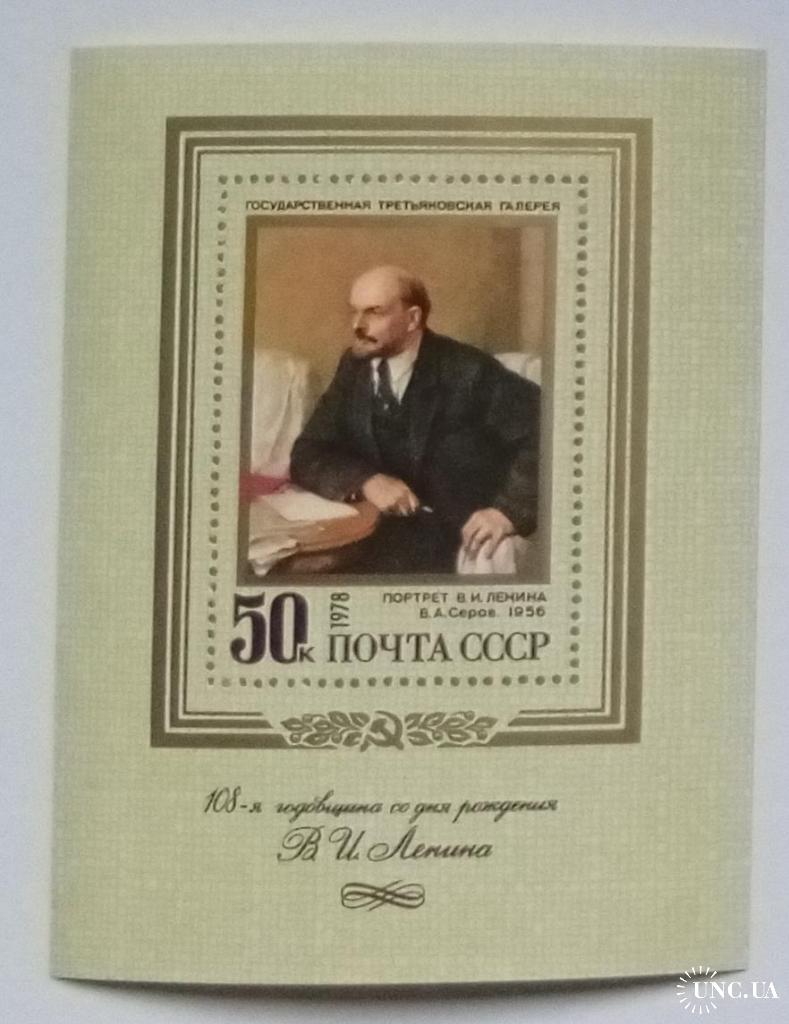 ГОСУДАРСТВЕННАЯ ТРЕТЬЯКОВСКАЯ ГАЛЕРЕЯ
ПОРТРЕТ В.И.ЛЕНИНА
В.А.Серов. 1956
50к 1978 ПОЧТА СССР
108-я годовщина со дня рождения
В. И. Ленина
UNC.UA